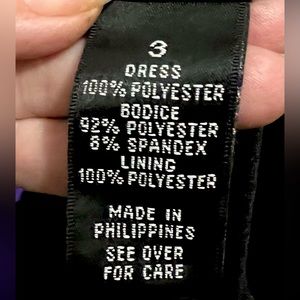 3
DRESS
100% POLYESTER
BODICE
92% POLYESTER
8% SPANDEX
LINING
100% POLYESTER
MADE IN
PHILIPPINES
SEE OVER
FOR CARE